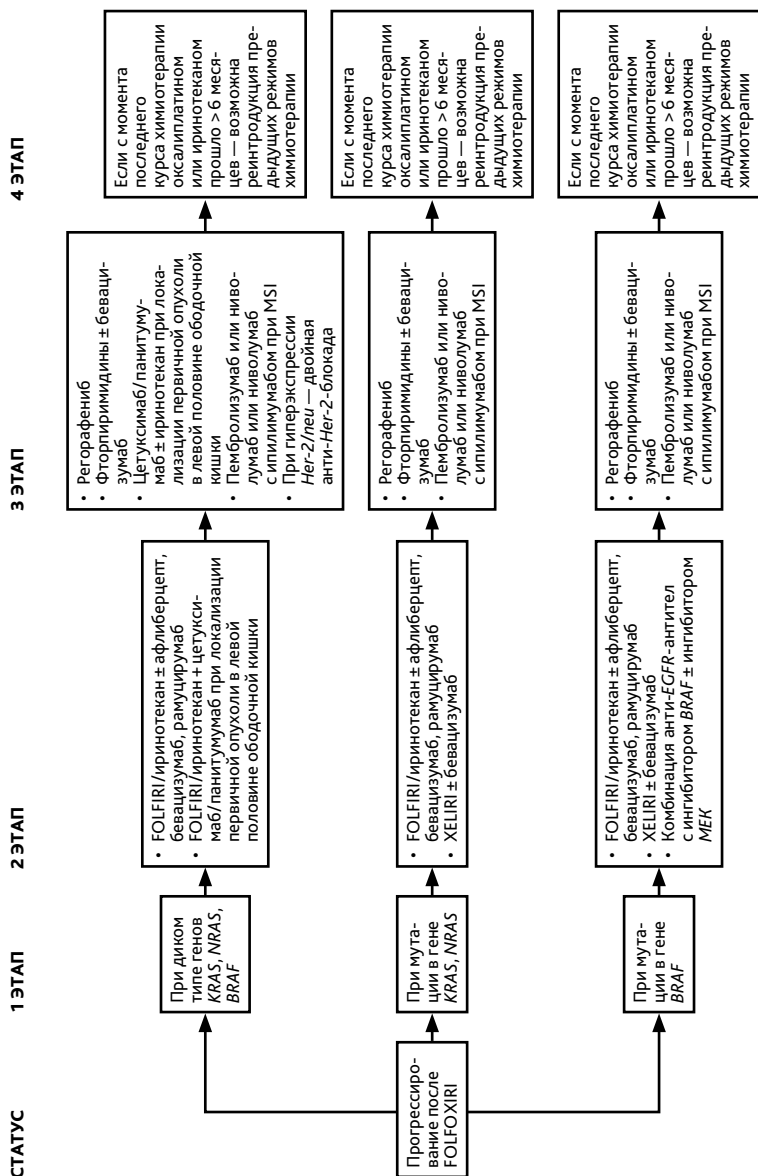 СТАТУС
1 ЭТАП
2 ЭТАП
3 ЭТАП
4 ЭТАП
Прогрессиро-
вание после
FOLFOXIRI
При диком
типе генов
KRAS, NRAS,
BRAF
• FOLFIRI/иринотекан ± афлиберцепт,
бевацизумаб, рамуцирумаб
• FOLFIRI/иринотекан + цетукси-
маб/панитумумаб при локализации
первичной опухоли в левой
половине ободочной кишки
• Регорафениб
• Фторпиримидины ± беваци-
зумаб
• Цетуксимаб/панитуму-
маб ± иринотекан при лока-
лизации первичной опухоли
в левой половине ободочной
кишки
• Пембролизумаб или ниво-
лумаб или ниволумаб
с ипилимумабом при MSI
• При гиперэкспрессии
Her-2/neu — двойная
анти-Her-2-блокада
Если с момента
последнего
курса химиотерапии
оксалиплатином
или иринотеканом
прошло > 6 меся-
цев — возможна
реинтродукция пре-
дыдущих режимов
химиотерапии
При мута-
ции в гене
KRAS, NRAS
• FOLFIRI/иринотекан ± афлиберцепт,
бевацизумаб, рамуцирумаб
• XELIRI ± бевацизумаб
• Регорафениб
• Фторпиримидины ± беваци-
зумаб
• Пембролизумаб или ниво-
лумаб или ниволумаб
с ипилимумабом при MSI
Если с момента
последнего
курса химиотерапии
оксалиплатином
или иринотеканом
прошло > 6 меся-
цев — возможна
реинтродукция пре-
дыдущих режимов
химиотерапии
При мута-
ции в гене
BRAF
• FOLFIRI/иринотекан ± афлиберцепт,
бевацизумаб, рамуцирумаб
• XELIRI ± бевацизумаб
• Комбинация анти-EGFR-антител
с ингибитором BRAF ± ингибитором
MEK
• Регорафениб
• Фторпиримидины ± беваци-
зумаб
• Пембролизумаб или ниво-
лумаб или ниволумаб
с ипилимумабом при MSI
Если с момента
последнего
курса химиотерапии
оксалиплатином
или иринотеканом
прошло > 6 меся-
цев — возможна
реинтродукция пре-
дыдущих режимов
химиотерапии